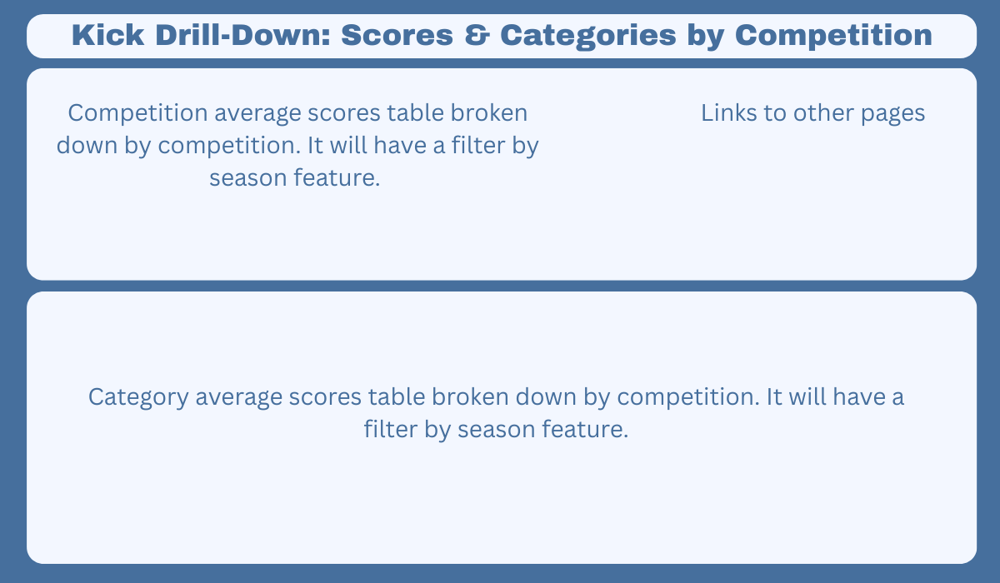 Kick Drill-Down: Scores & Categories by Competition
Competition average scores table broken
down by competition. It will have a filter by
season feature.
Links to other pages
Category average scores table broken down by competition. It will have a
filter by season feature.